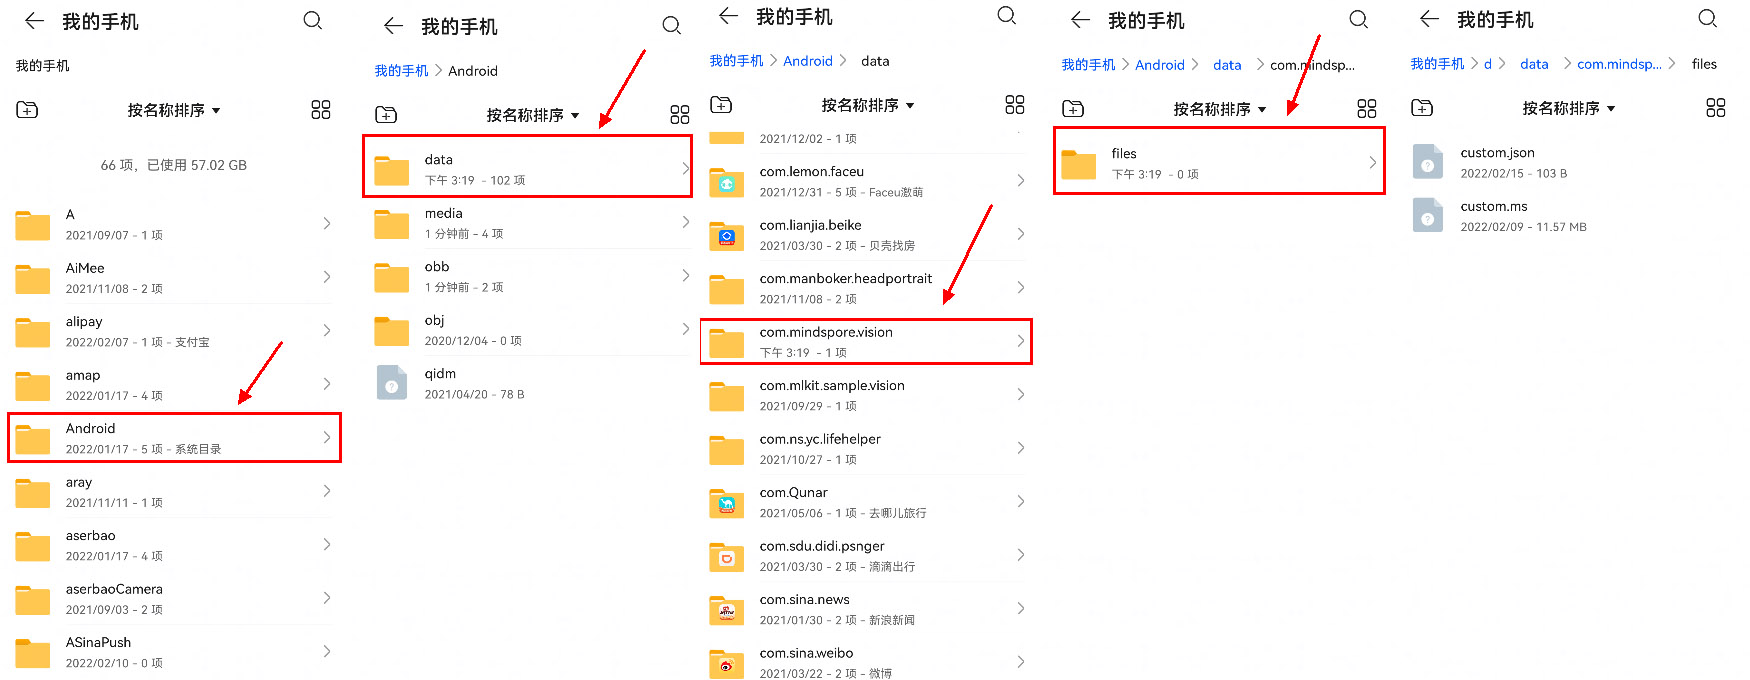 我的手机
我的手机
按名称排序
66 项，已使用 57.02 GB
A
2021/09/07 - 1 项
AiMee
2021/11/08 - 2 项
alipay
2022/02/07 - 1 项 - 支付宝
amap
2022/01/17 - 4 项
Android
2022/01/17 - 5 项 - 系统目录
aray
2021/11/11 - 1 项
aserbao
2022/01/17 - 4 项
aserbaoCamera
2021/09/03 - 2 项
ASinaPush
2022/02/10 - 0 项
我的手机
我的手机 > Android
按名称排序
data
下午 3:19 - 102 项
media
1 分钟前 - 4 项
obb
1 分钟前 - 2 项
obj
2020/12/04 - 0 项
qidm
2021/04/20 - 78 B
我的手机
我的手机 > Android > data
按名称排序
2021/12/02 - 1 项
com.lemon.faceu
2021/12/31 - 5 项 - Faceu激萌
com.lianjia.beike
2021/03/30 - 2 项 - 贝壳找房
com.manboker.headportrait
2021/11/08 - 2 项
com.mindspore.vision
下午 3:19 - 1 项
com.mlkit.sample.vision
2021/09/29 - 1 项
com.ns.yc.lifehelper
2021/10/27 - 1 项
com.Qunar
2021/05/06 - 1 项 - 去哪儿旅行
com.sdu.didi.psnger
2021/03/30 - 2 项 - 滴滴出行
com.sina.news
2021/01/30 - 2 项 - 新浪新闻
com.sina.weibo
2021/03/22 - 2 项 - 微博
我的手机
我的手机 > Android > data > com.mindsp...
按名称排序
files
下午 3:19 - 0 项
我的手机
我的手机 > d > data > com.mindsp... > files
按名称排序
custom.json
2022/02/15 - 103 B
custom.ms
2022/02/09 - 11.57 MB